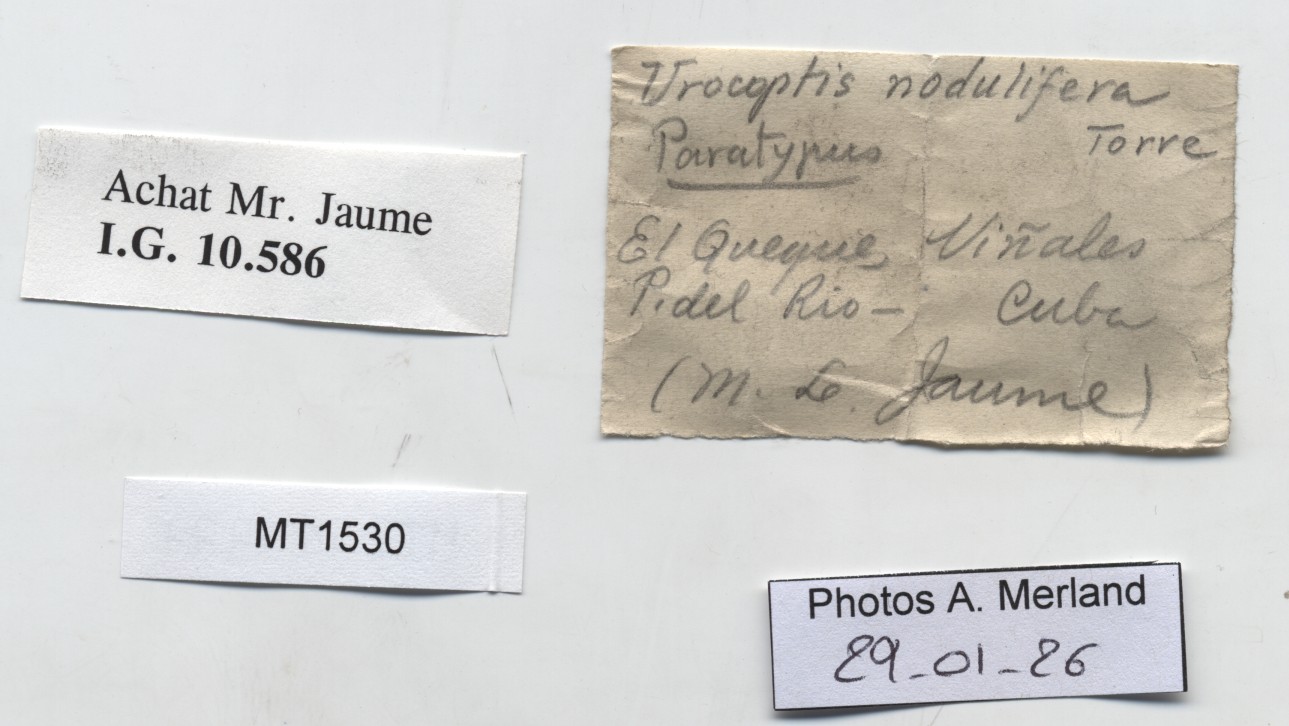 Urocoptis nodulifera
Paratypus Torre
El Queque, Viñales
P. del Rio - Cuba
(M. L. Jaume)
Achat Mr. Jaume
I.G. 10.586
MT1530
Photos A. Merland
29-01-26